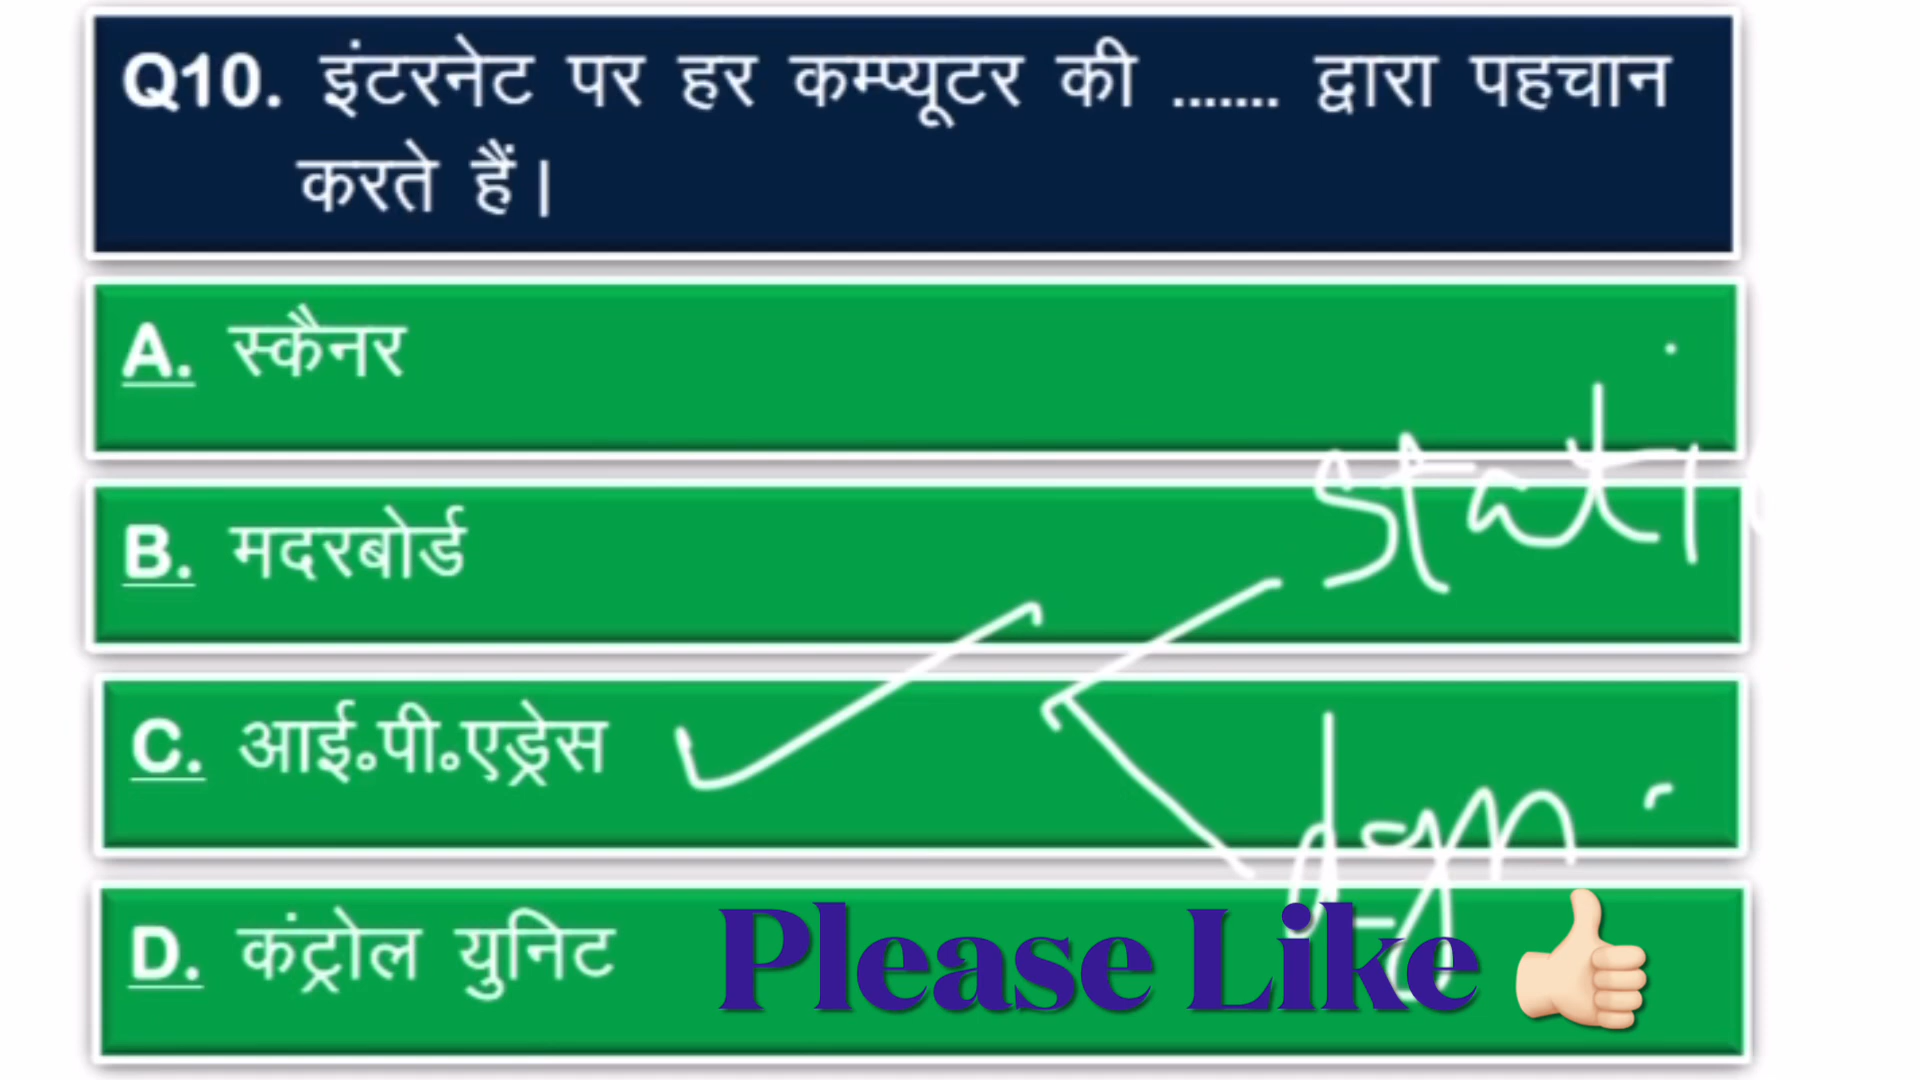 Q10. इंटरनेट पर हर कम्प्यूटर की ....... द्वारा पहचान
करते हैं।
A. स्कैनर
B. मदरबोर्ड
C. आई॰पी॰एड्रेस
D. कंट्रोल युनिट
Please Like